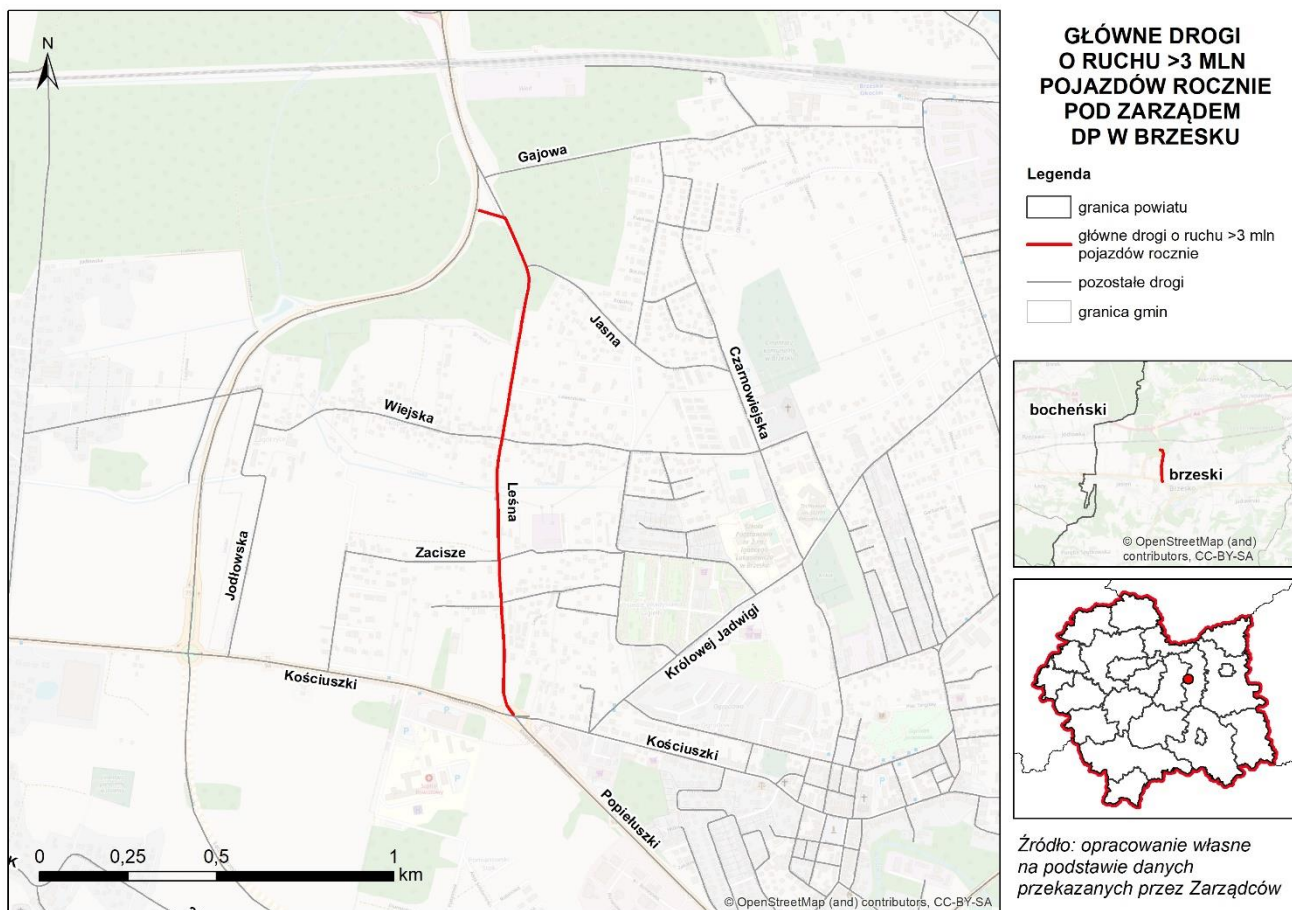 N
Gajowa
Jasna
Czarnowiejska
Wiejska
Leśna
Zacisze
Jodłowska
Królowej Jadwigi
Kościuszki
Kościuszki
Popiełuszki
0 0,25 0,5 1
km
© OpenStreetMap (and) contributors, CC-BY-SA
GŁÓWNE DROGI
O RUCHU >3 MLN
POJAZDÓW ROCZNIE
POD ZARZĄDEM
DP W BRZESKU
Legenda
granica powiatu
główne drogi o ruchu >3 mln
pojazdów rocznie
pozostałe drogi
granica gmin
bocheński
brzeski
© OpenStreetMap (and)
contributors, CC-BY-SA
Źródło: opracowanie własne
na podstawie danych
przekazanych przez Zarządców